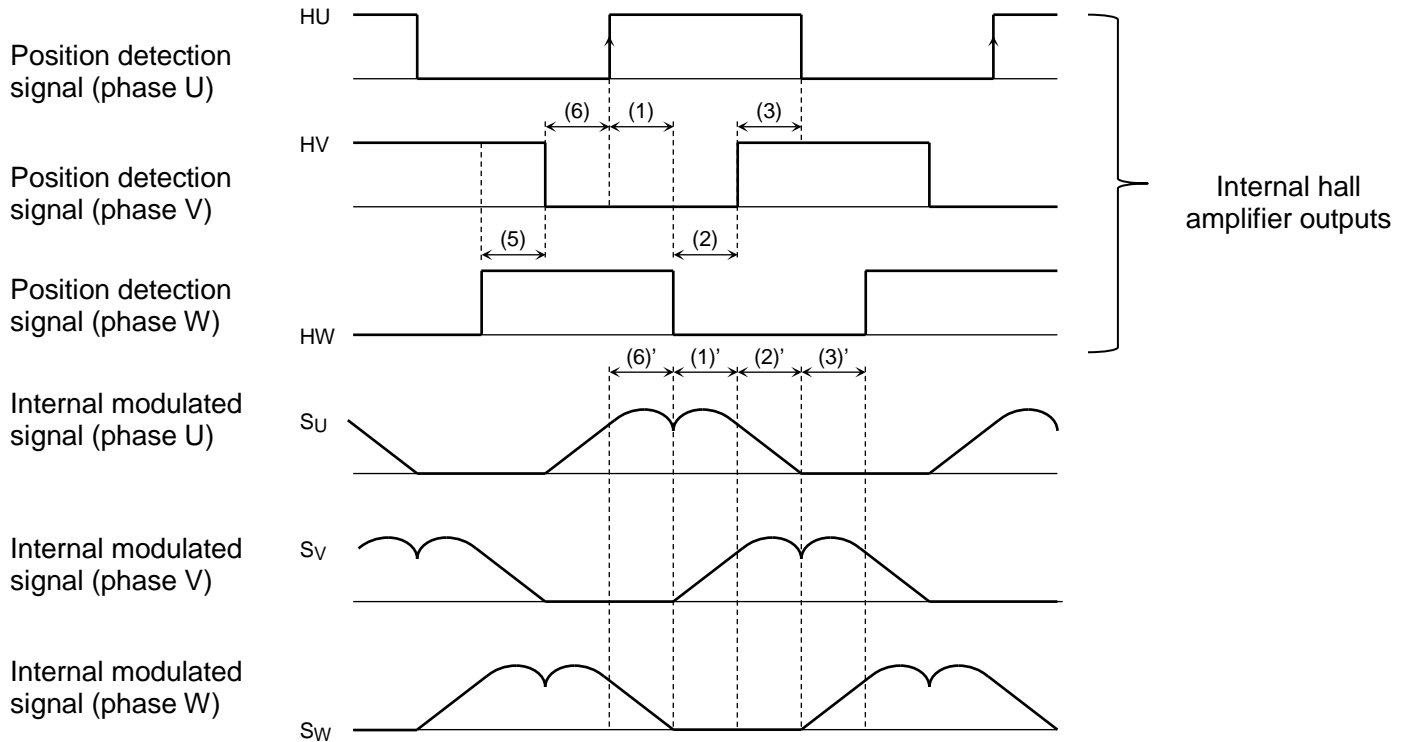 HU
Position detection
signal (phase U)
(6)
(1)
(3)
HV
Position detection
signal (phase V)
Internal hall
amplifier outputs
(5)
(2)
Position detection
signal (phase W)
HW
(6)’
(1)’
(2)’
(3)’
Internal modulated
signal (phase U)
SU
Internal modulated
signal (phase V)
SV
Internal modulated
signal (phase W)
SW